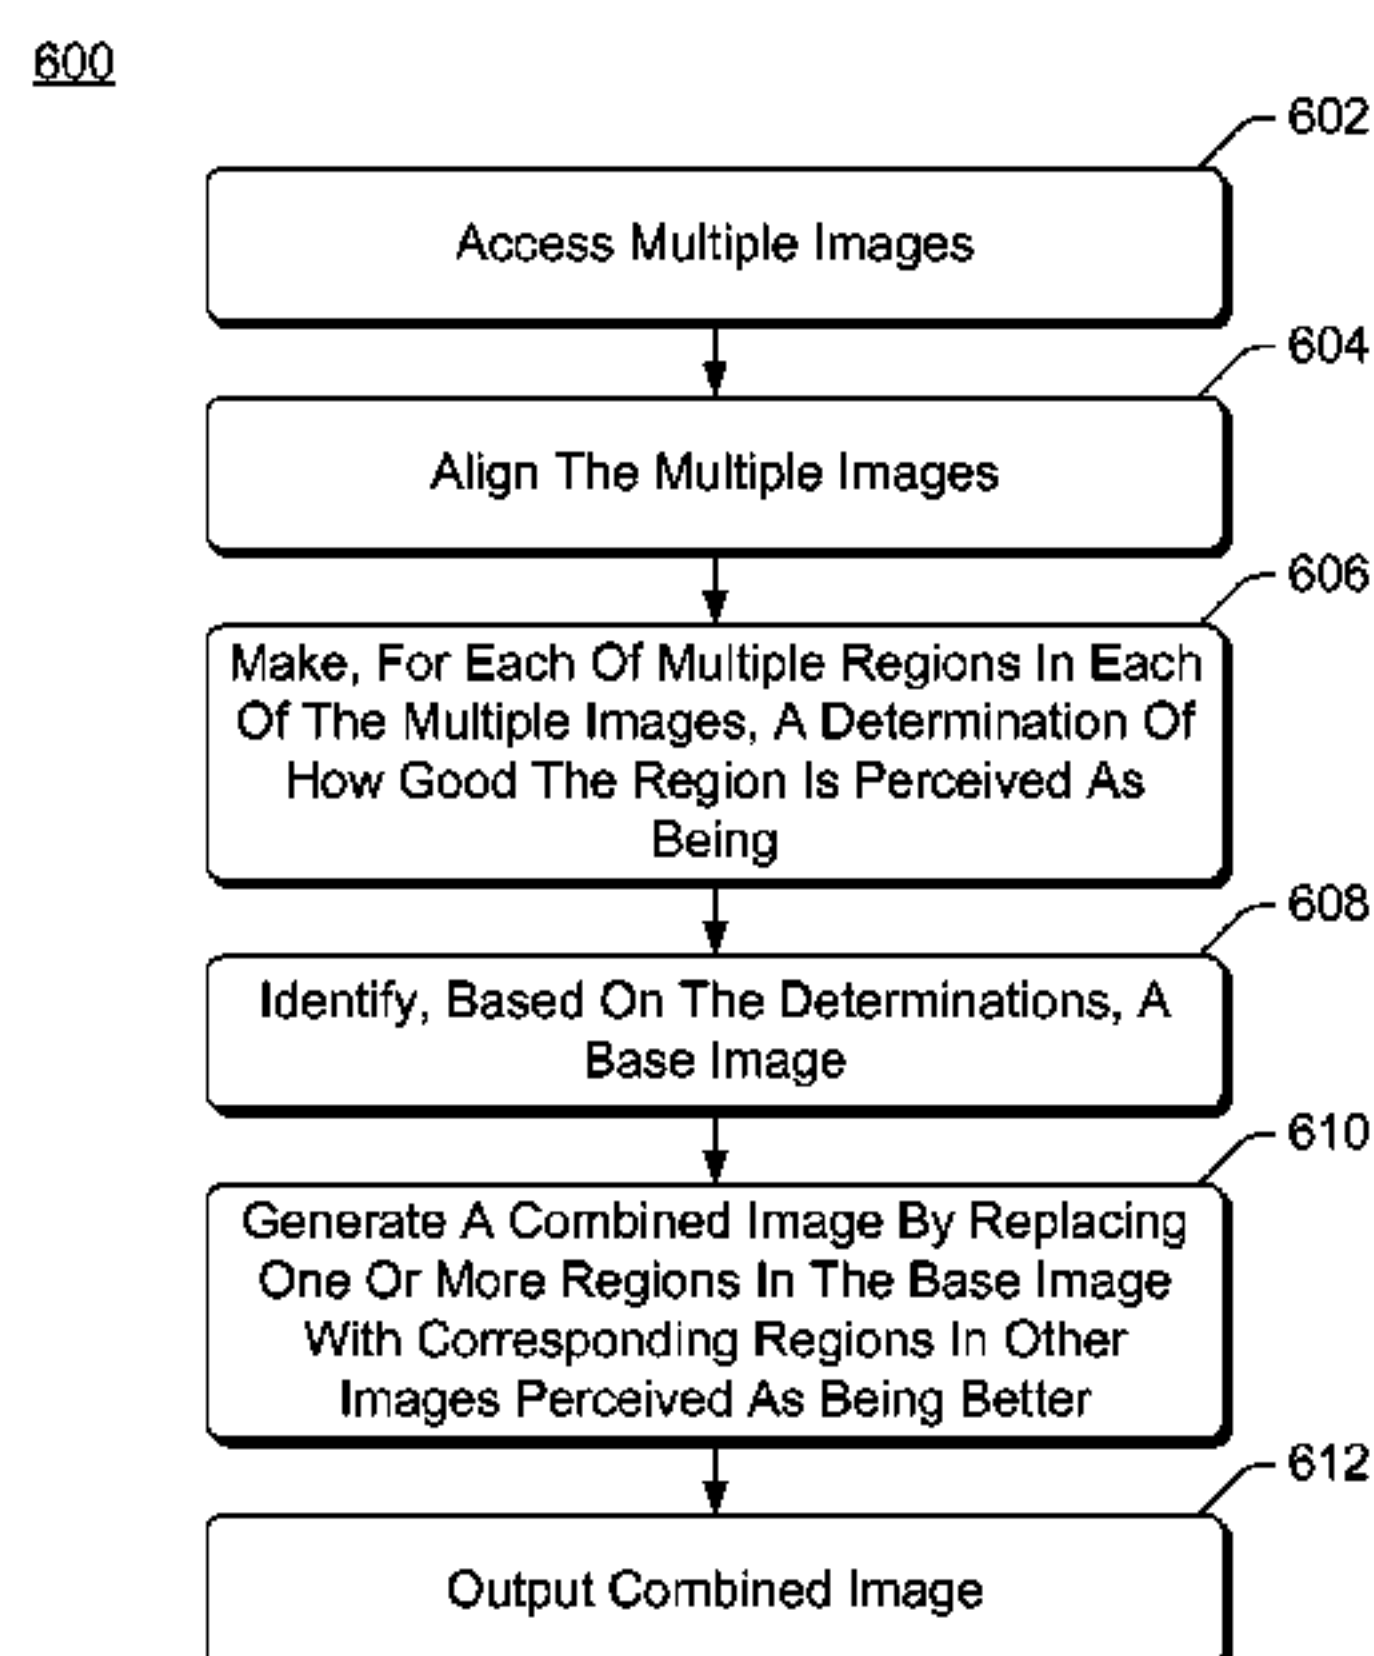 600
602
Access Multiple Images
604
Align The Multiple Images
606
Make, For Each Of Multiple Regions In Each
Of The Multiple Images, A Determination Of
How Good The Region Is Perceived As
Being
608
Identify, Based On The Determinations, A
Base Image
610
Generate A Combined Image By Replacing
One Or More Regions In The Base Image
With Corresponding Regions In Other
Images Perceived As Being Better
612
Output Combined Image